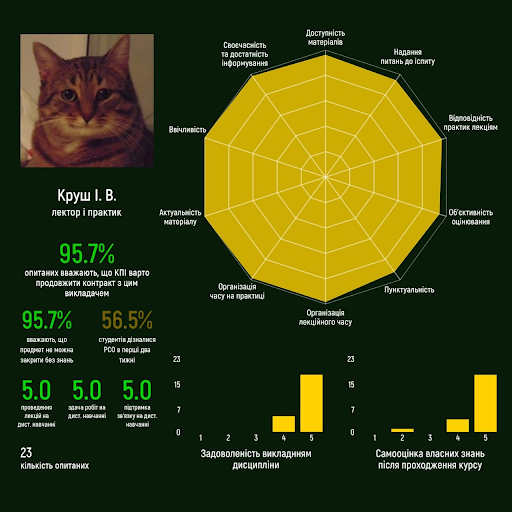 Круш І. В.
лектор і практик
95.7%
опитаних вважають, що КПІ варто
продовжити контракт з цим
викладачем
95.7%
вважають, що
предмет не можна
закрити без знань
56.5%
студентів дізналися
РСО в перші два
тижні
5.0
проведення
лекцій на
дист. навчанні
5.0
здача робіт на
дист. навчанні
5.0
підтримка
зв'язку на дист.
навчанні
23
кількість опитаних
Доступність
матеріалів
Надання
питань до іспиту
Відповідність
практик лекціям
Об'єктивність
оцінювання
Пунктуальність
Організація
лекційного часу
Організація
часу на практиці
Актуальність
матеріалу
Ввічливість
Своєчасність
та достатність
інформування
23
15
7
0
1 2 3 4 5
Задоволеність викладнням
дисципліни
23
15
7
0
1 2 3 4 5
Самооцінка власних знань
після проходження курсу